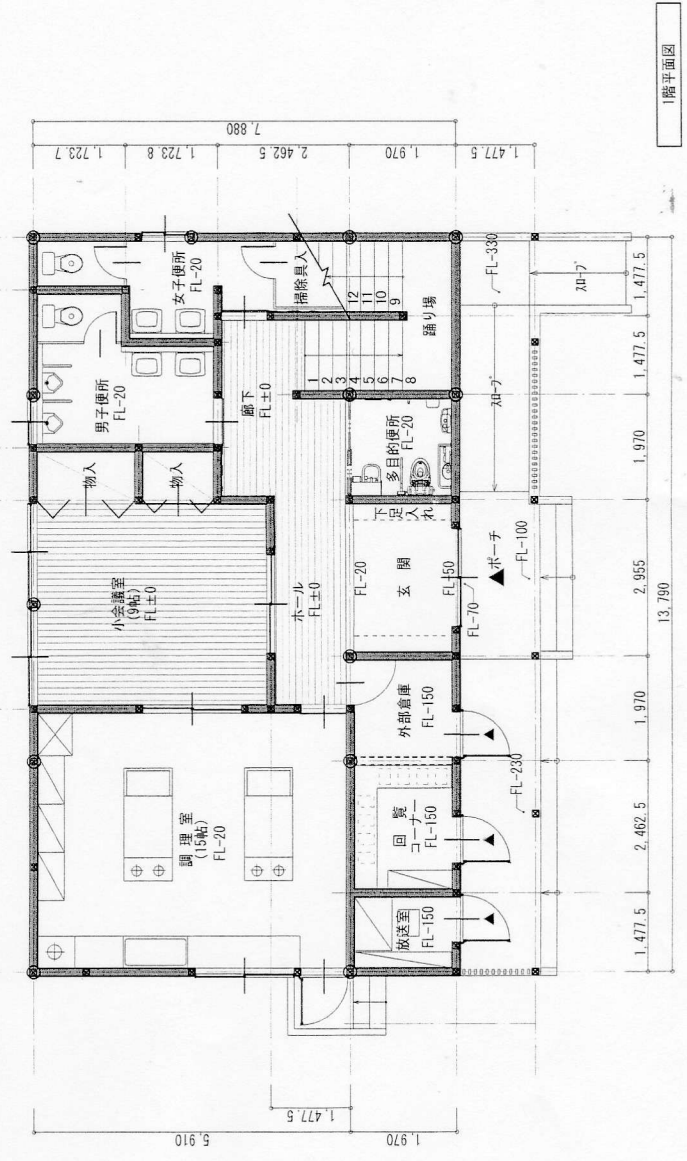 1階平面図
7,880
1,723.7
1,723.8
2,462.5
1,970
1,477.5
女子便所
FL-20
掃除具入
12
11
10
9
踊り場
FL-330
スロープ
スロープ
男子便所
FL-20
廊下
FL±0
1
2
3
4
5
6
7
8
多目的便所
FL-20
物入
物入
下足入れ
小会議室
(9帖)
FL±0
ホール
FL±0
FL-20
玄関
FL-50
FL-70
ポーチ
FL-100
調理室
(15帖)
FL-20
外部倉庫
FL-150
回覧
コーナー
FL-150
放送室
FL-150
FL-230
1,477.5
2,462.5
1,970
2,955
1,970
1,477.5
1,477.5
13,790
5,910
1,477.5
1,970